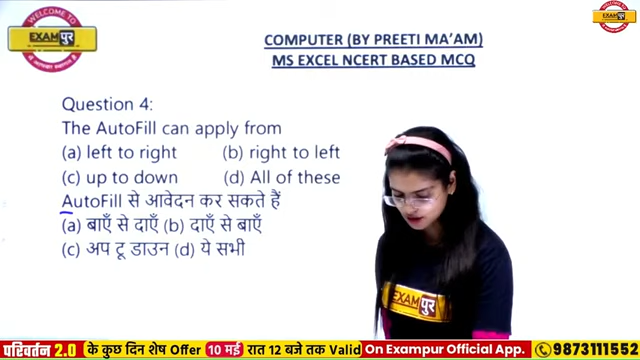 WELCOME TO
EXAMपुर
COMPUTER (BY PREETI MA'AM)
MS EXCEL NCERT BASED MCQ
Question 4:
The AutoFill can apply from
(a) left to right (b) right to left
(c) up to down (d) All of these
AutoFill से आवेदन कर सकते हैं
(a) बाएँ से दाएँ (b) दाएँ से बाएँ
(c) अप टू डाउन (d) ये सभी
EXAMपुर
परिवर्तन 2.0 के कुछ दिन शेष Offer 10 मई रात 12 बजे तक Valid On Exampur Official App. 9873111552